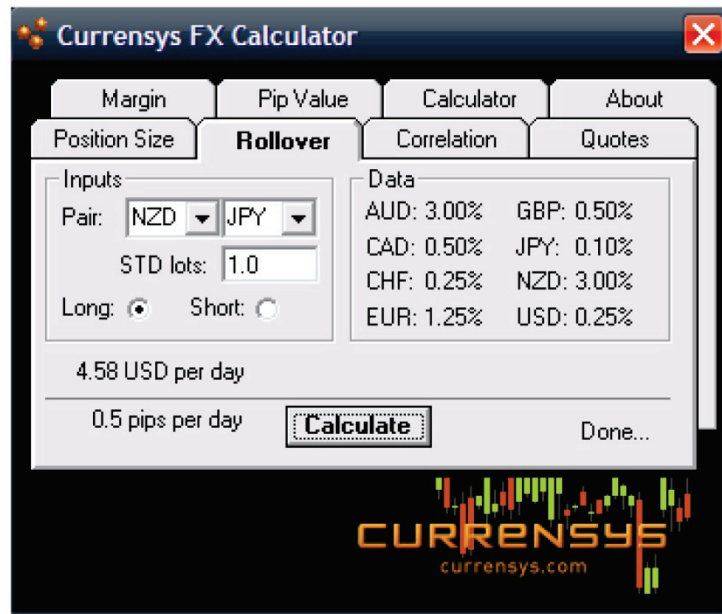 Currensys FX Calculator
Margin Pip Value Calculator About
Position Size Rollover Correlation Quotes
Inputs Data
Pair: NZD JPY AUD: 3.00% GBP: 0.50%
STD lots: 1.0 CAD: 0.50% JPY: 0.10%
CHF: 0.25% NZD: 3.00%
Long: Short: EUR: 1.25% USD: 0.25%
4.58 USD per day
0.5 pips per day Calculate Done...
CURRENSYS
currensys.com